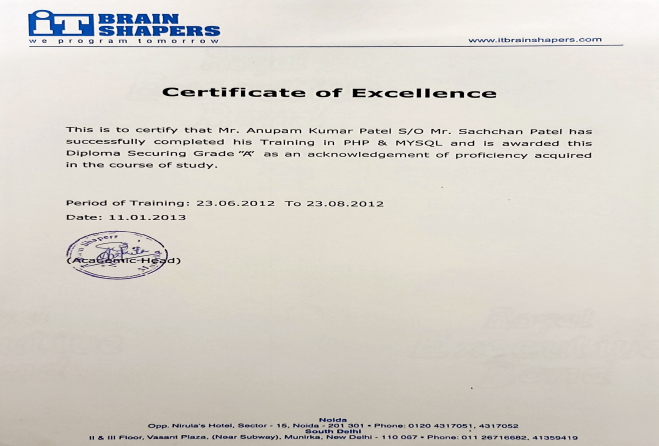 iT BRAIN
SHAPERS
we program tomorrow
www.itbrainshapers.com
Certificate of Excellence
This is to certify that Mr. Anupam Kumar Patel S/O Mr. Sachchan Patel has
successfully completed his Training in PHP & MYSQL and is awarded this
Diploma Securing Grade "A" as an acknowledgement of proficiency acquired
in the course of study.
Period of Training: 23.06.2012 To 23.08.2012
Date: 11.01.2013
Shapers
(Academic-Head)
Noida
Opp. Nirula's Hotel, Sector - 15, Noida - 201 301 • Phone: 0120 4317051, 4317052
South Delhi
II & III Floor, Vasant Plaza, (Near Subway), Munirka, New Delhi - 110 067 • Phone: 011 26716682, 41359419